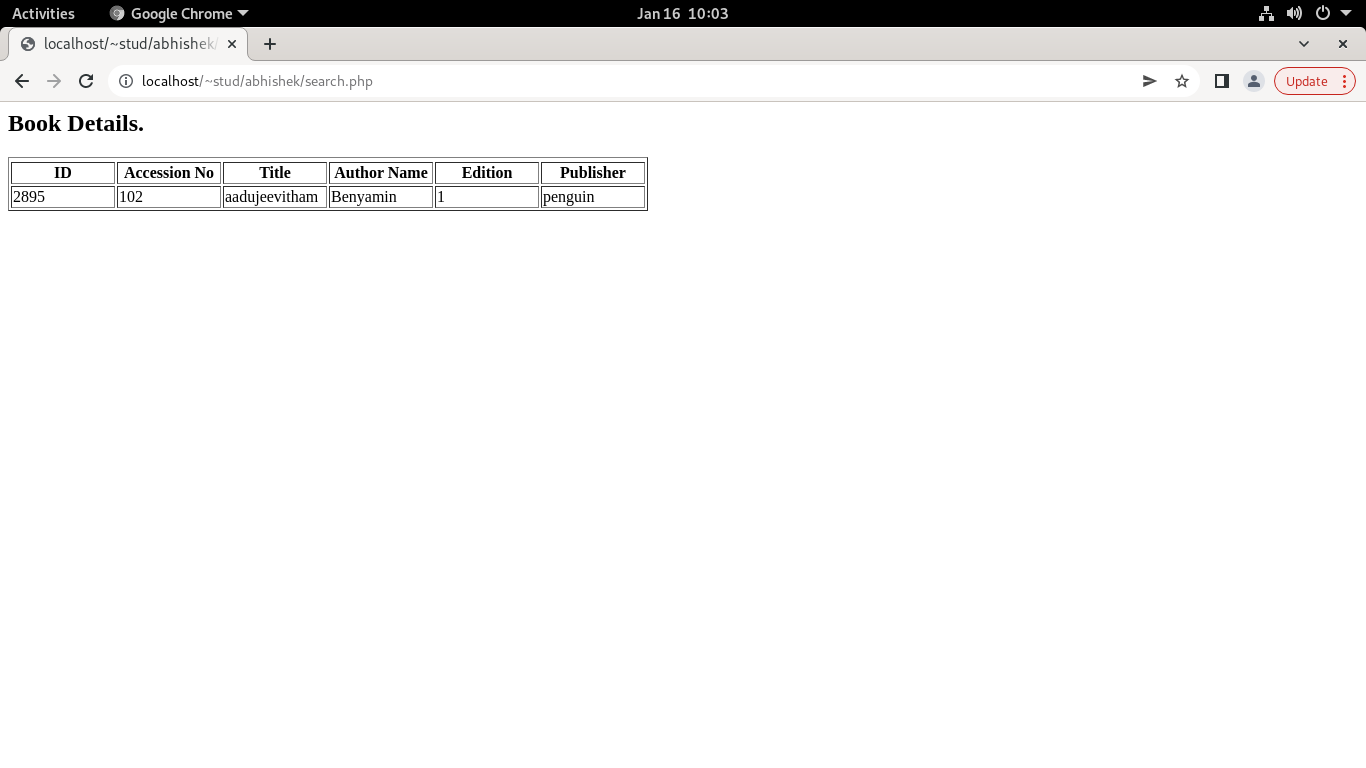 Activities Google Chrome Jan 16 10:03
localhost/~stud/abhishek/
localhost/~stud/abhishek/search.php Update
Book Details.
ID Accession No Title Author Name Edition Publisher
2895 102 aadujeevitham Benyamin 1 penguin